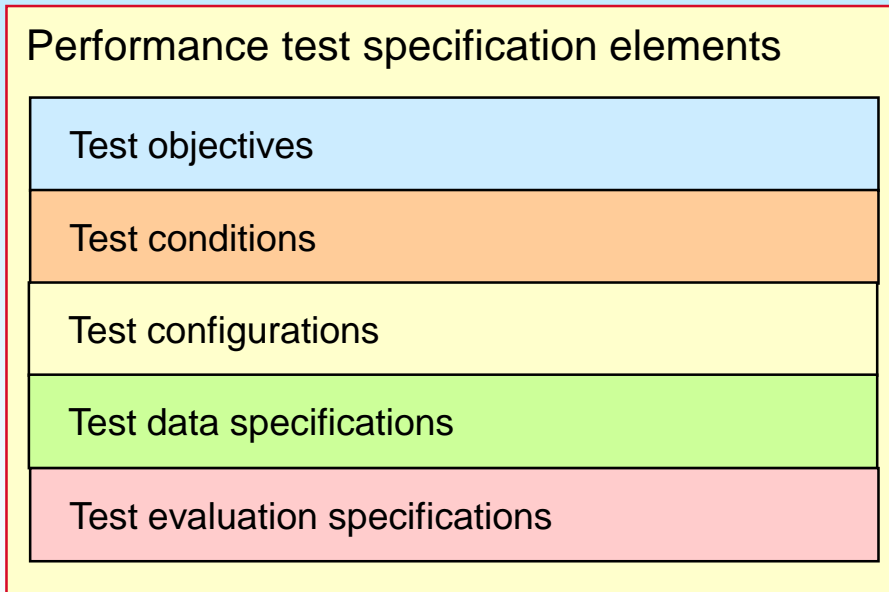 Performance test specification elements
Test objectives
Test conditions
Test configurations
Test data specifications
Test evaluation specifications